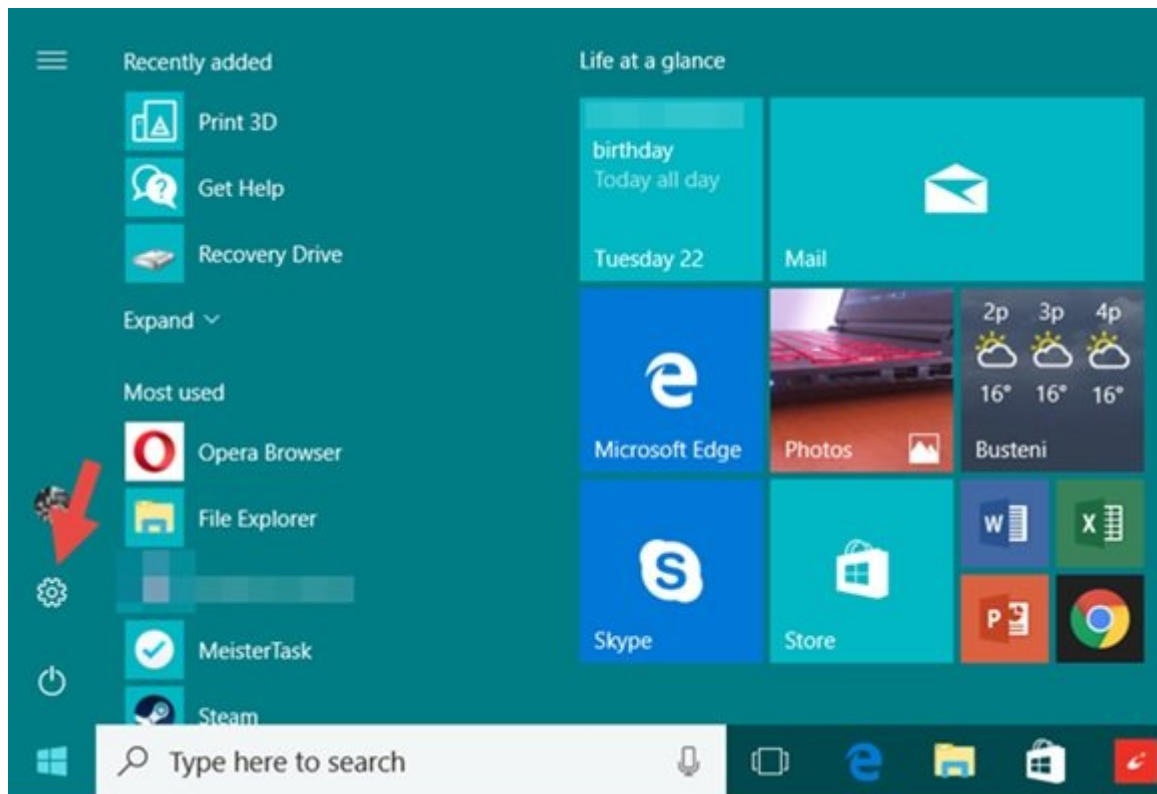 Recently added
Print 3D
Get Help
Recovery Drive
Expand
Most used
Opera Browser
File Explorer
MeisterTask
Steam
Life at a glance
birthday
Today all day
Tuesday 22
Mail
Microsoft Edge
Photos
2p 3p 4p
16° 16° 16°
Busteni
Skype
Store
Type here to search